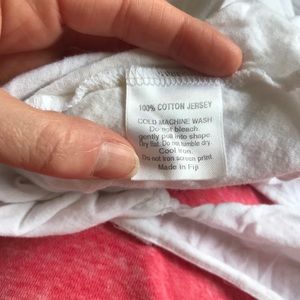 100% COTTON JERSEY
COLD MACHINE WASH
Do not bleach,
gently pull into shape.
Dry flat. Do not tumble dry.
Cool iron.
Do not iron screen print.
Made in Fiji